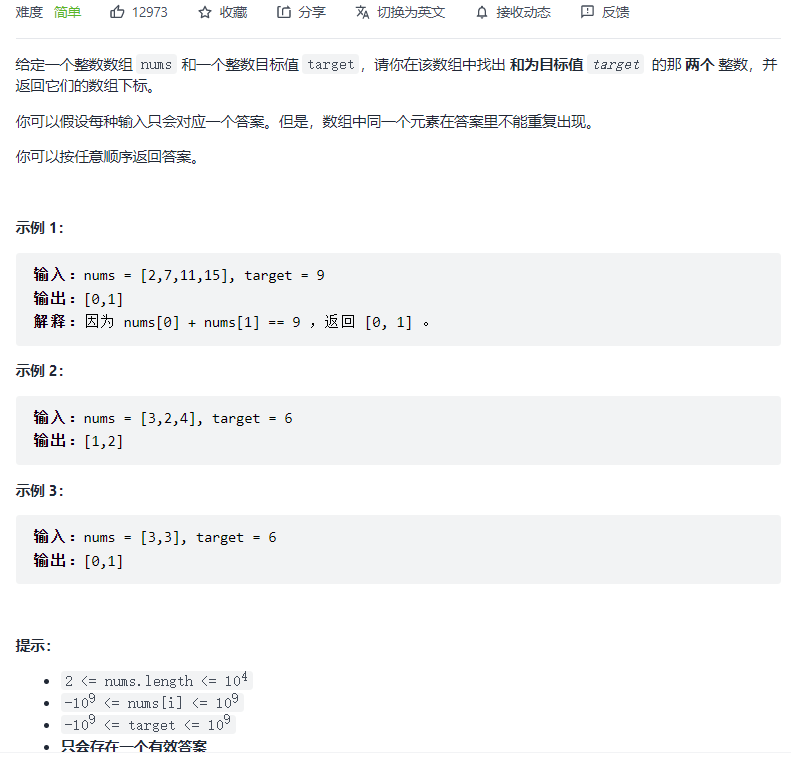 难度 简单 12973 收藏 分享 切换为英文 接收动态 反馈
给定一个整数数组 nums 和一个整数目标值 target，请你在该数组中找出 和为目标值 target 的那 两个 整数，并
返回它们的数组下标。
你可以假设每种输入只会对应一个答案。但是，数组中同一个元素在答案里不能重复出现。
你可以按任意顺序返回答案。
示例 1：
输入：nums = [2,7,11,15], target = 9
输出：[0,1]
解释：因为 nums[0] + nums[1] == 9 ，返回 [0, 1] 。
示例 2：
输入：nums = [3,2,4], target = 6
输出：[1,2]
示例 3：
输入：nums = [3,3], target = 6
输出：[0,1]
提示：
2 <= nums.length <= 10⁴
-10⁹ <= nums[i] <= 10⁹
-10⁹ <= target <= 10⁹
只会存在一个有效答案